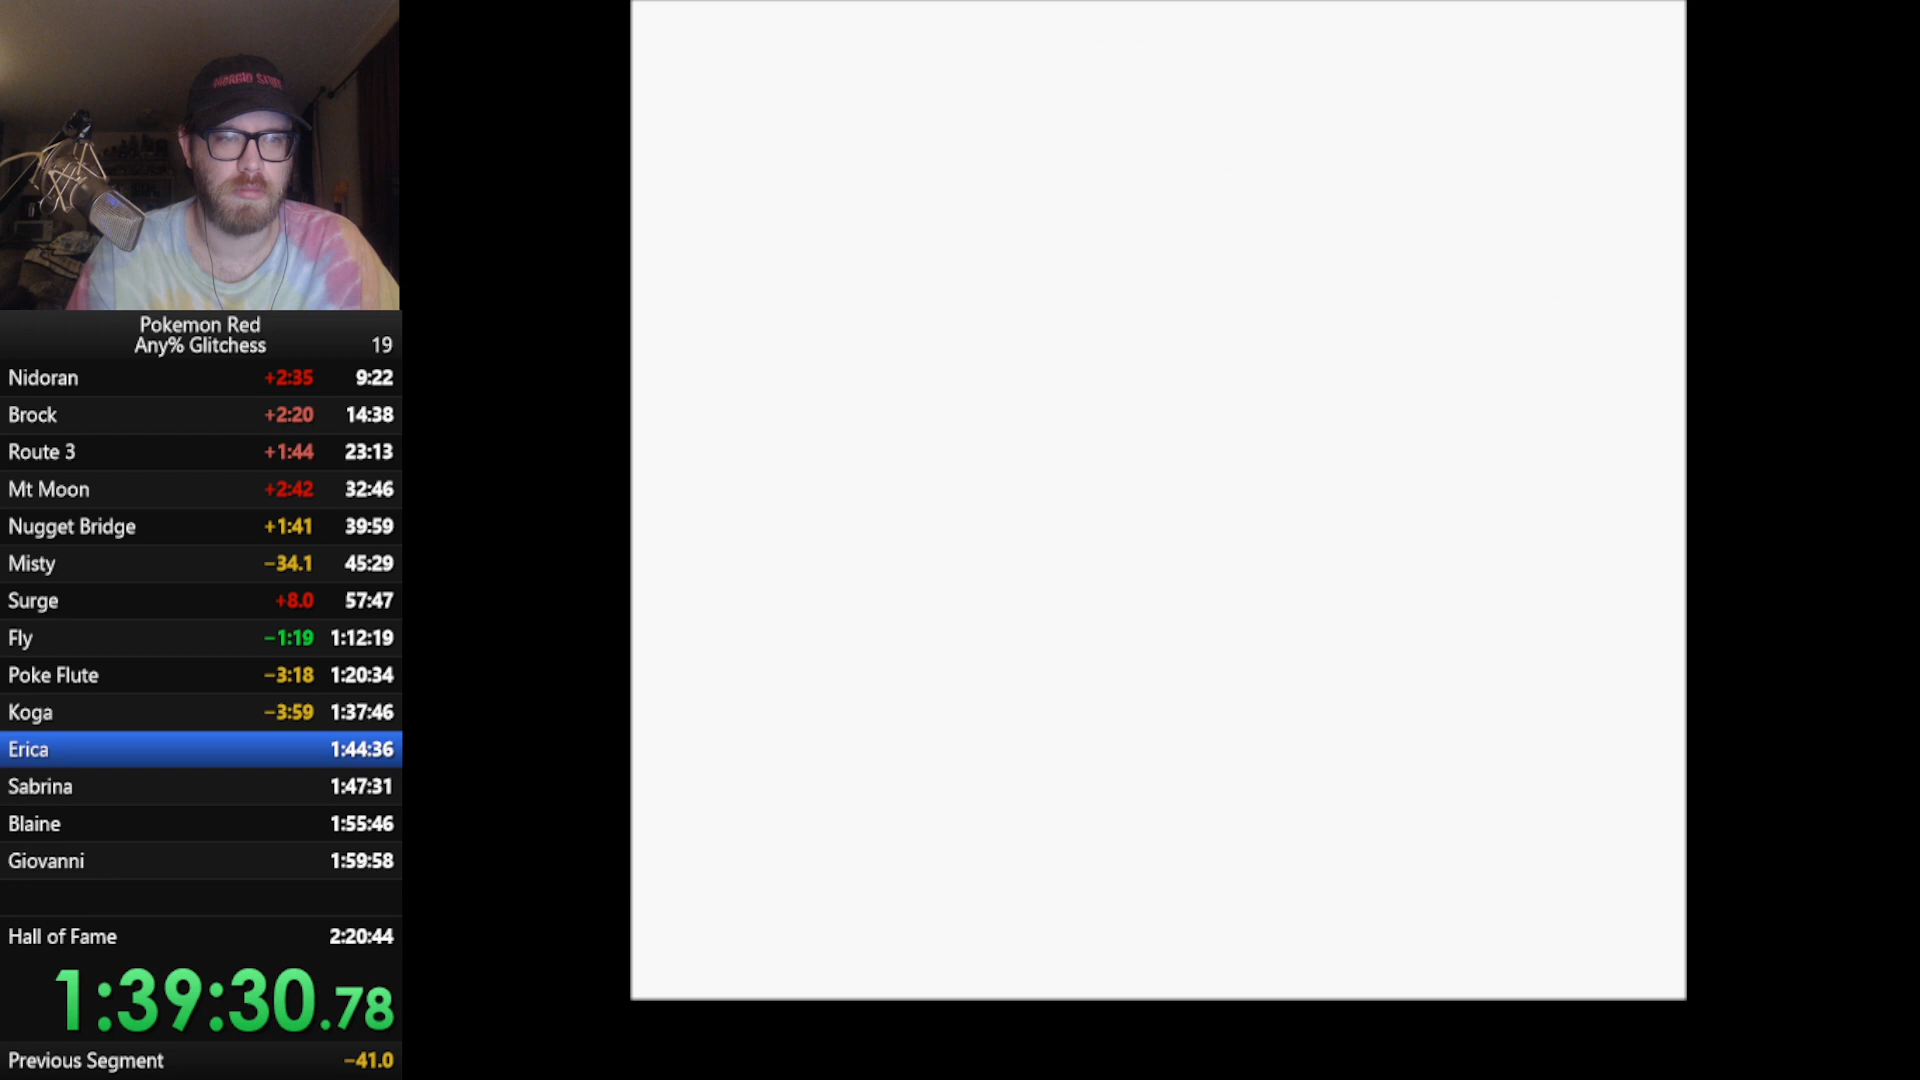 Pokemon Red
Any% Glitchess 19
Nidoran +2:35 9:22
Brock +2:20 14:38
Route 3 +1:44 23:13
Mt Moon +2:42 32:46
Nugget Bridge +1:41 39:59
Misty −34.1 45:29
Surge +8.0 57:47
Fly −1:19 1:12:19
Poke Flute −3:18 1:20:34
Koga −3:59 1:37:46
Erica 1:44:36
Sabrina 1:47:31
Blaine 1:55:46
Giovanni 1:59:58
Hall of Fame 2:20:44
1:39:30.78
Previous Segment −41.0